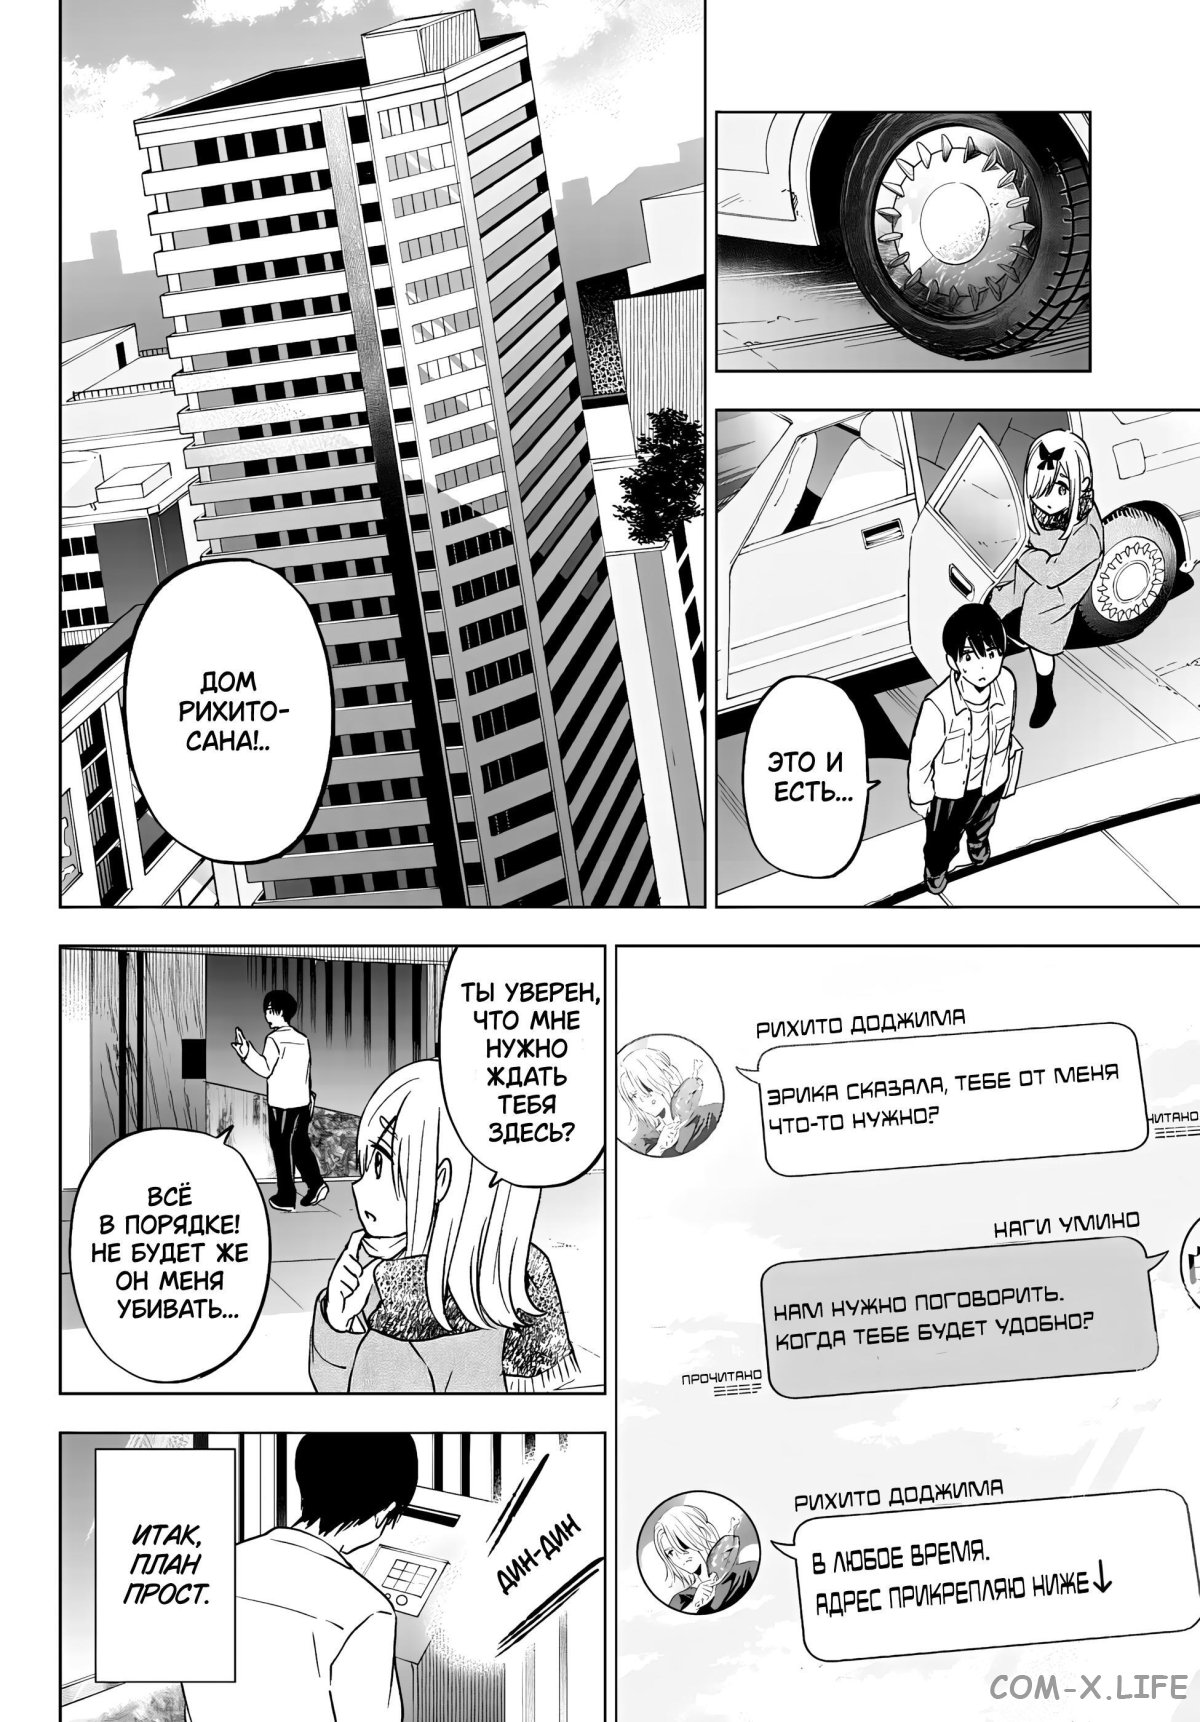 ЭТО И
ЕСТЬ...
ДОМ
РИХИТО-
САНА!..
РИХИТО ДОДЖИМА
ЭРИКА СКАЗАЛА, ТЕБЕ ОТ МЕНЯ
ЧТО-ТО НУЖНО?
ЧИТАНО
НАГИ УМИНО
НАМ НУЖНО ПОГОВОРИТЬ.
КОГДА ТЕБЕ БУДЕТ УДОБНО?
ПРОЧИТАНО
РИХИТО ДОДЖИМА
В ЛЮБОЕ ВРЕМЯ.
АДРЕС ПРИКРЕПЛЯЮ НИЖЕ↓
ТЫ УВЕРЕН,
ЧТО МНЕ
НУЖНО
ЖДАТЬ
ТЕБЯ
ЗДЕСЬ?
ВСЁ
В ПОРЯДКЕ!
НЕ БУДЕТ ЖЕ
ОН МЕНЯ
УБИВАТЬ...
ДИН-ДИН
ИТАК,
ПЛАН
ПРОСТ.
COM-X.LIFE